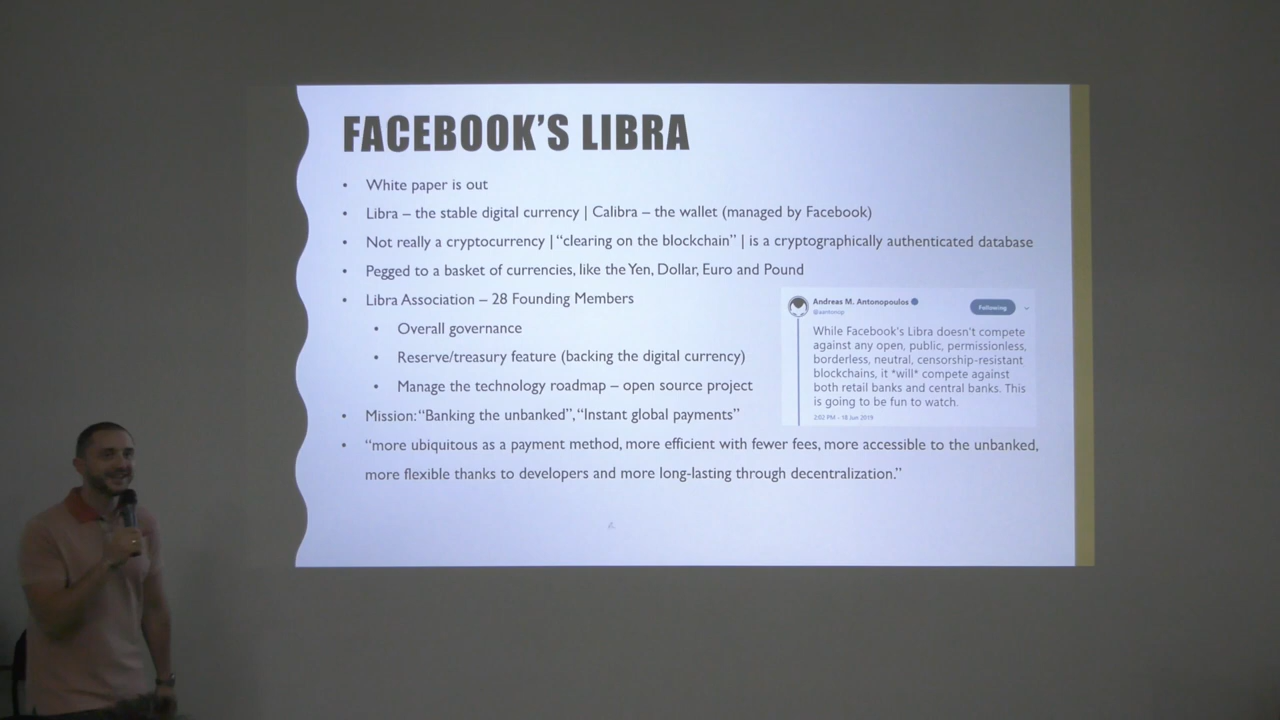 FACEBOOK'S LIBRA
• White paper is out
• Libra – the stable digital currency | Calibra – the wallet (managed by Facebook)
• Not really a cryptocurrency | “clearing on the blockchain” | is a cryptographically authenticated database
• Pegged to a basket of currencies, like the Yen, Dollar, Euro and Pound
• Libra Association – 28 Founding Members
• Overall governance
• Reserve/treasury feature (backing the digital currency)
• Manage the technology roadmap – open source project
• Mission: “Banking the unbanked”, “Instant global payments”
• “more ubiquitous as a payment method, more efficient with fewer fees, more accessible to the unbanked,
more flexible thanks to developers and more long-lasting through decentralization.”
Andreas M. Antonopoulos
@aantonop
Following
While Facebook's Libra doesn't compete
against any open, public, permissionless,
borderless, neutral, censorship-resistant
blockchains, it *will* compete against
both retail banks and central banks. This
is going to be fun to watch.
2:02 PM - 18 Jun 2019